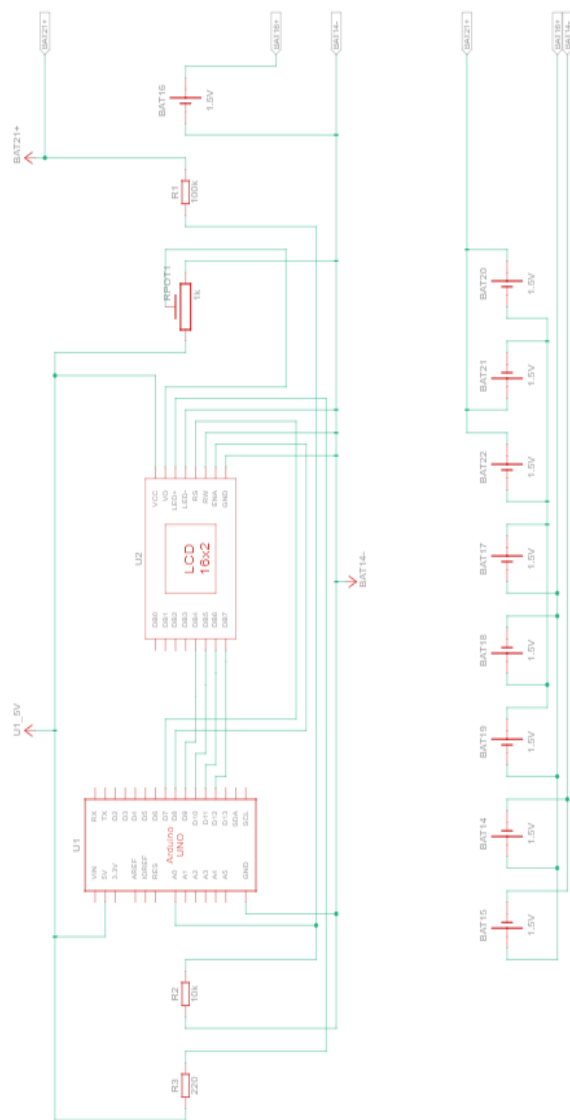 BAT21+
BAT16+
BAT14-
BAT21+
BAT16+
BAT14-
BAT16
1.5V
BAT21+
R1
100k
RPOT1
1k
U2
LCD
16x2
VCC
VO
LED+
LED-
RS
RW
ENA
GND
DB0
DB1
DB2
DB3
DB4
DB5
DB6
DB7
BAT14-
U1_5V
U1
Arduino
UNO
RX
TX
D2
D3
D4
D5
D6
D7
D8
D9
D10
D11
D12
D13
SDA
SCL
VIN
5V
3.3V
AREF
IOREF
RES
A0
A1
A2
A3
A4
A5
GND
R2
10k
R3
220
BAT20
1.5V
BAT21
1.5V
BAT22
1.5V
BAT17
1.5V
BAT18
1.5V
BAT19
1.5V
BAT14
1.5V
BAT15
1.5V